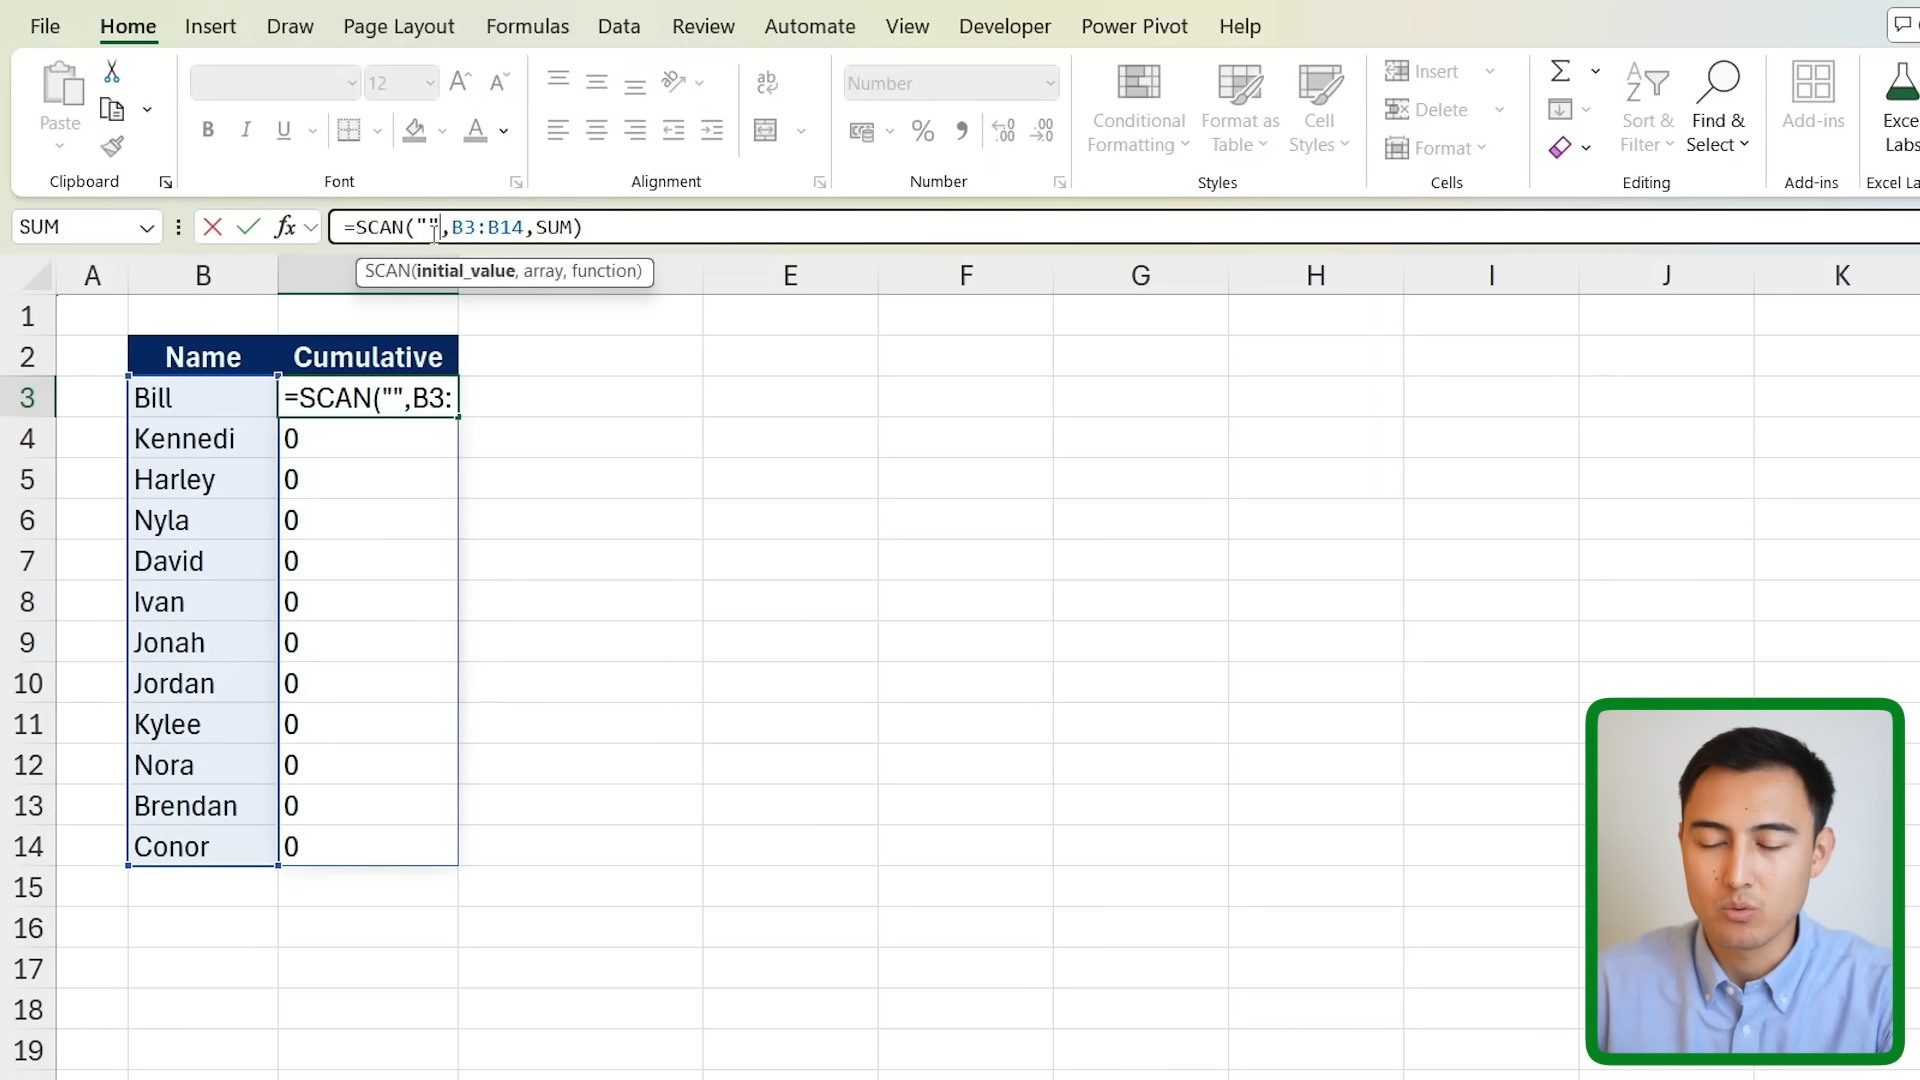 File Home Insert Draw Page Layout Formulas Data Review Automate View Developer Power Pivot Help
Paste
12
B I U A
ab
Number
Conditional Formatting
Format as Table
Cell Styles
Insert
Delete
Format
Sort & Filter
Find & Select
Add-ins
Clipboard Font Alignment Number Styles Cells Editing Add-ins
SUM fx =SCAN("",B3:B14,SUM)
SCAN(initial_value, array, function)
A B E F G H I J K
1
2 Name Cumulative
3 Bill =SCAN("",B3:
4 Kennedi 0
5 Harley 0
6 Nyla 0
7 David 0
8 Ivan 0
9 Jonah 0
10 Jordan 0
11 Kylee 0
12 Nora 0
13 Brendan 0
14 Conor 0
15
16
17
18
19